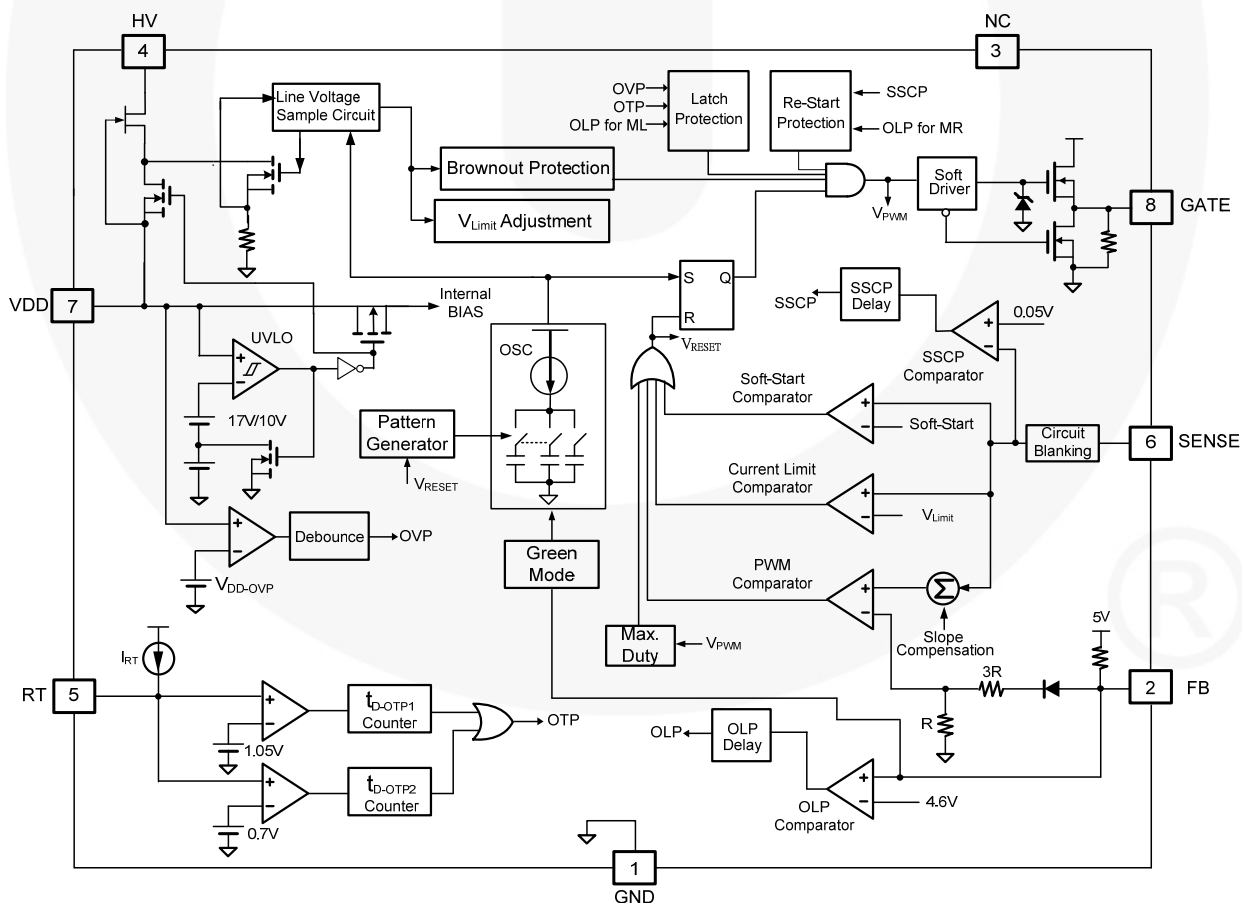 HV
NC
4
3
Line Voltage
Sample Circuit
OVP
OTP
OLP for ML
Latch
Protection
Re-Start
Protection
SSCP
OLP for MR
Brownout Protection
VLimit Adjustment
VPWM
Soft
Driver
8
GATE
VDD
7
Internal
BIAS
S
Q
R
VRESET
SSCP
SSCP
Delay
0.05V
+
−
SSCP
Comparator
UVLO
+
−
17V/10V
OSC
Pattern
Generator
VRESET
Soft-Start
Comparator
+
−
Soft-Start
Circuit
Blanking
6
SENSE
Current Limit
Comparator
+
−
VLimit
+
−
Debounce
OVP
VDD-OVP
Green
Mode
PWM
Comparator
+
−
Σ
Slope
Compensation
Max.
Duty
VPWM
5V
IRT
RT
5
3R
2
FB
R
+
−
1.05V
tD-OTP1
Counter
OTP
OLP
OLP
Delay
+
−
0.7V
tD-OTP2
Counter
+
−
4.6V
OLP
Comparator
1
GND
®